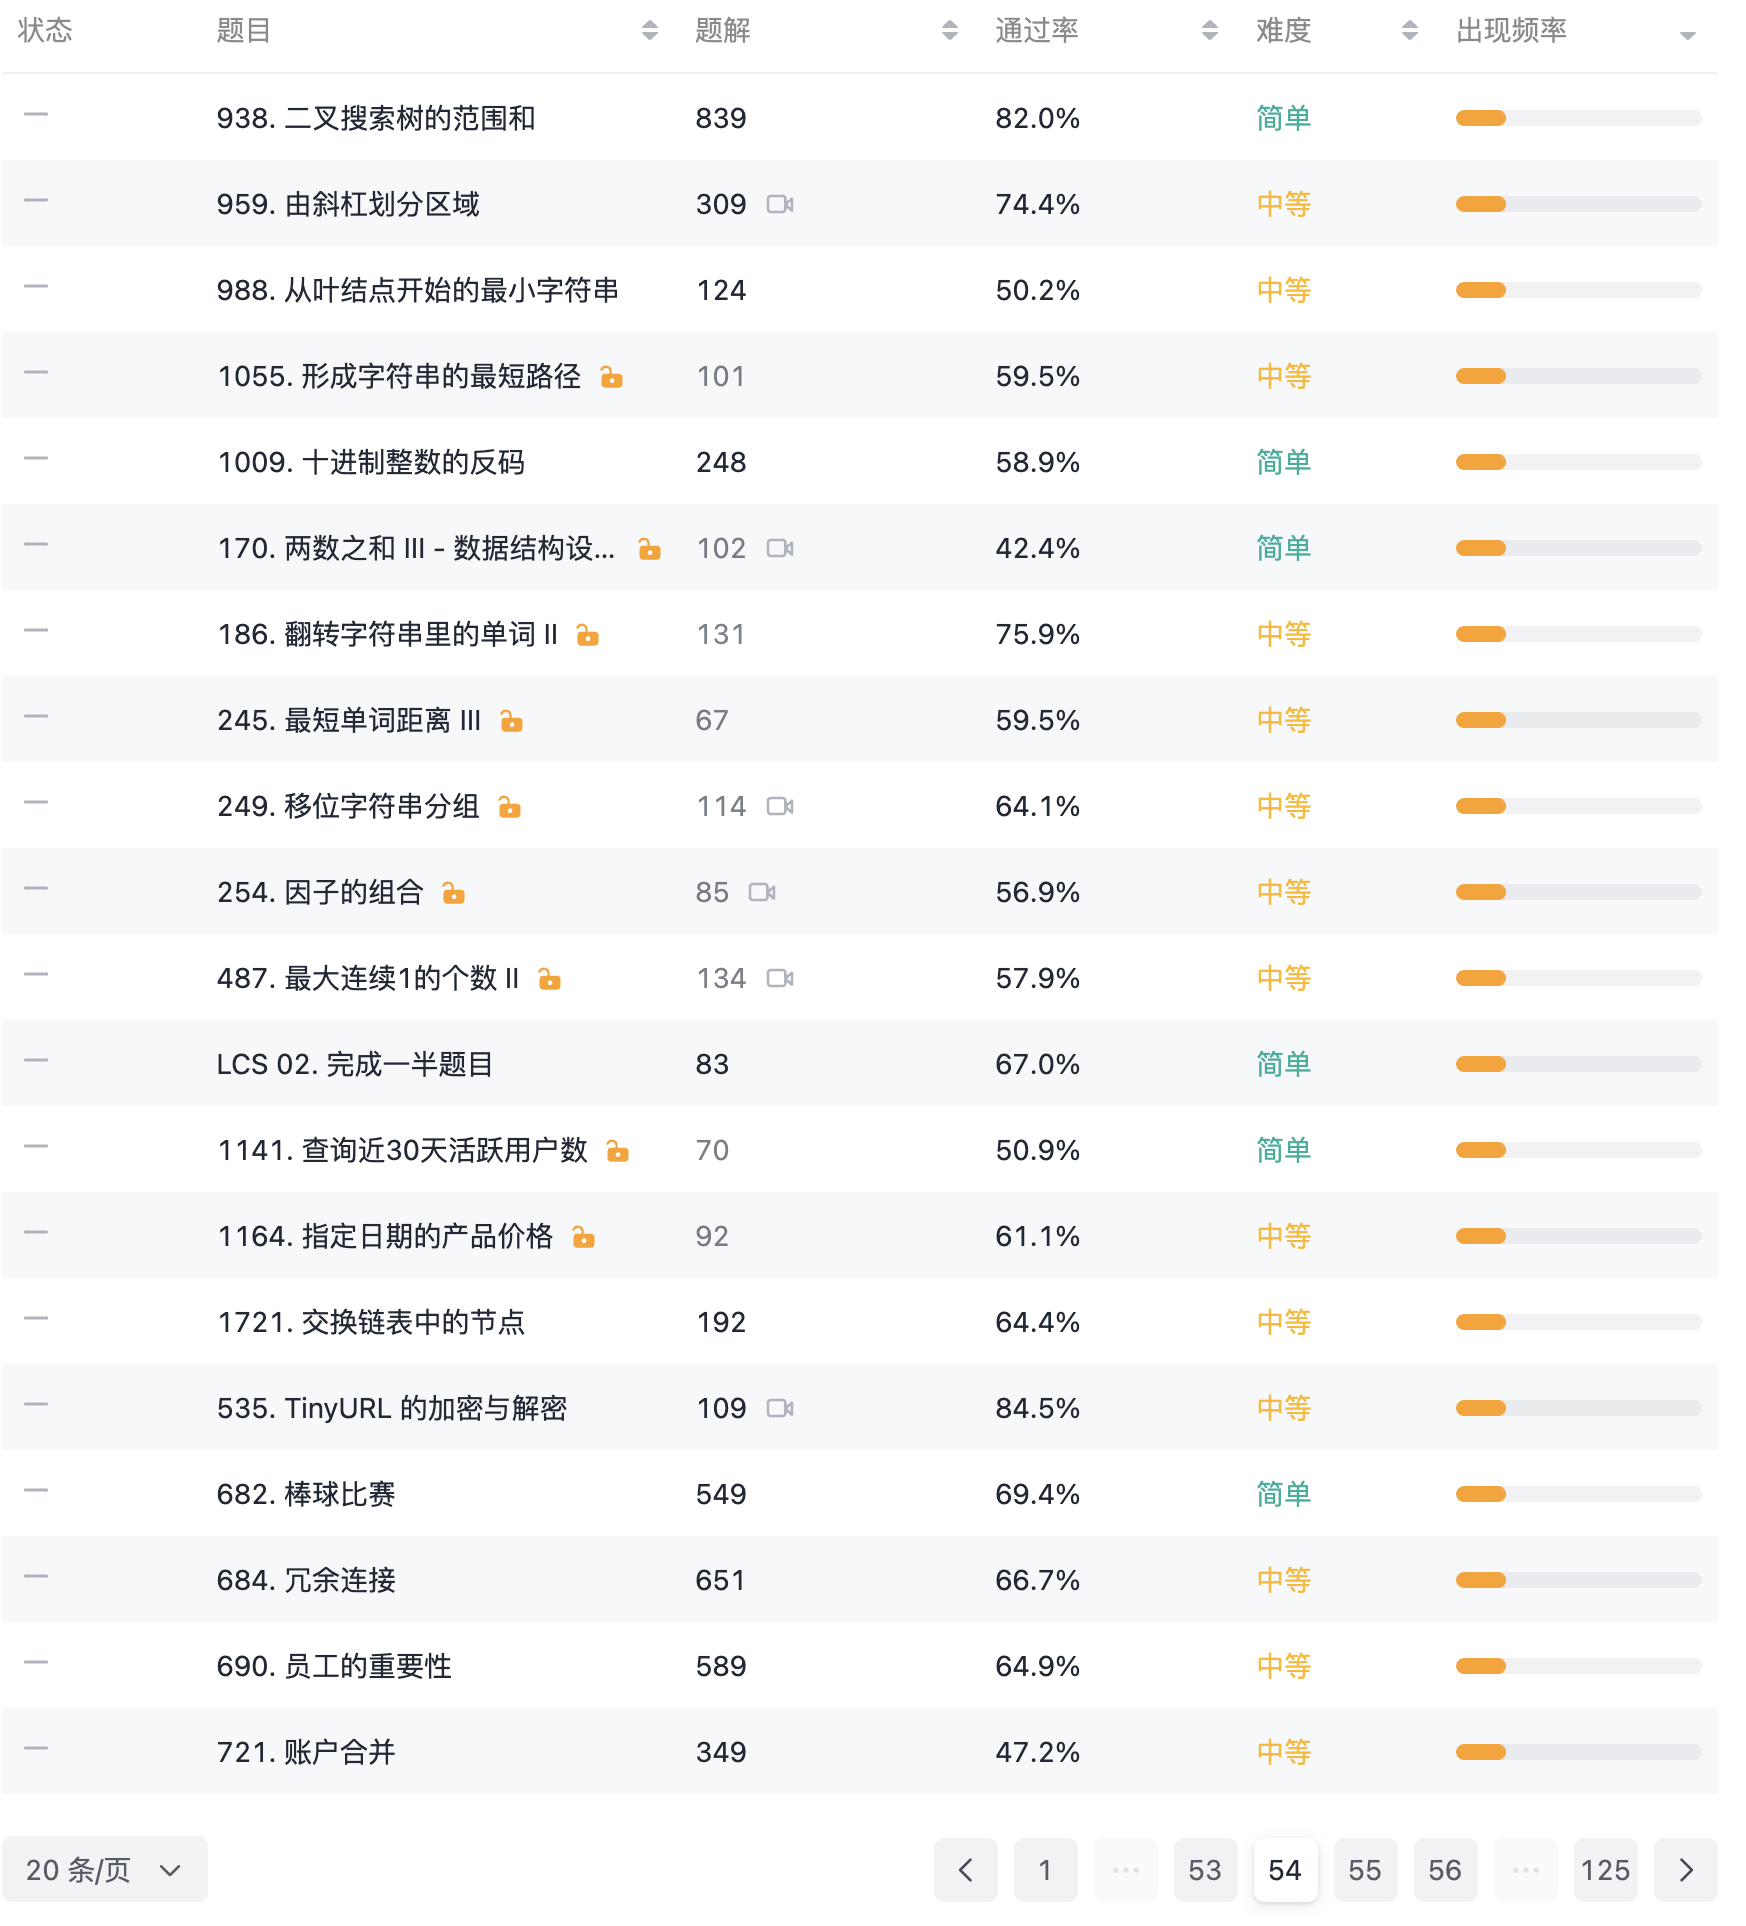 状态 题目 题解 通过率 难度 出现频率
938. 二叉搜索树的范围和 839 82.0% 简单
959. 由斜杠划分区域 309 74.4% 中等
988. 从叶结点开始的最小字符串 124 50.2% 中等
1055. 形成字符串的最短路径 101 59.5% 中等
1009. 十进制整数的反码 248 58.9% 简单
170. 两数之和 III - 数据结构设... 102 42.4% 简单
186. 翻转字符串里的单词 II 131 75.9% 中等
245. 最短单词距离 III 67 59.5% 中等
249. 移位字符串分组 114 64.1% 中等
254. 因子的组合 85 56.9% 中等
487. 最大连续1的个数 II 134 57.9% 中等
LCS 02. 完成一半题目 83 67.0% 简单
1141. 查询近30天活跃用户数 70 50.9% 简单
1164. 指定日期的产品价格 92 61.1% 中等
1721. 交换链表中的节点 192 64.4% 中等
535. TinyURL 的加密与解密 109 84.5% 中等
682. 棒球比赛 549 69.4% 简单
684. 冗余连接 651 66.7% 中等
690. 员工的重要性 589 64.9% 中等
721. 账户合并 349 47.2% 中等
20 条/页 1 ... 53 54 55 56 ... 125